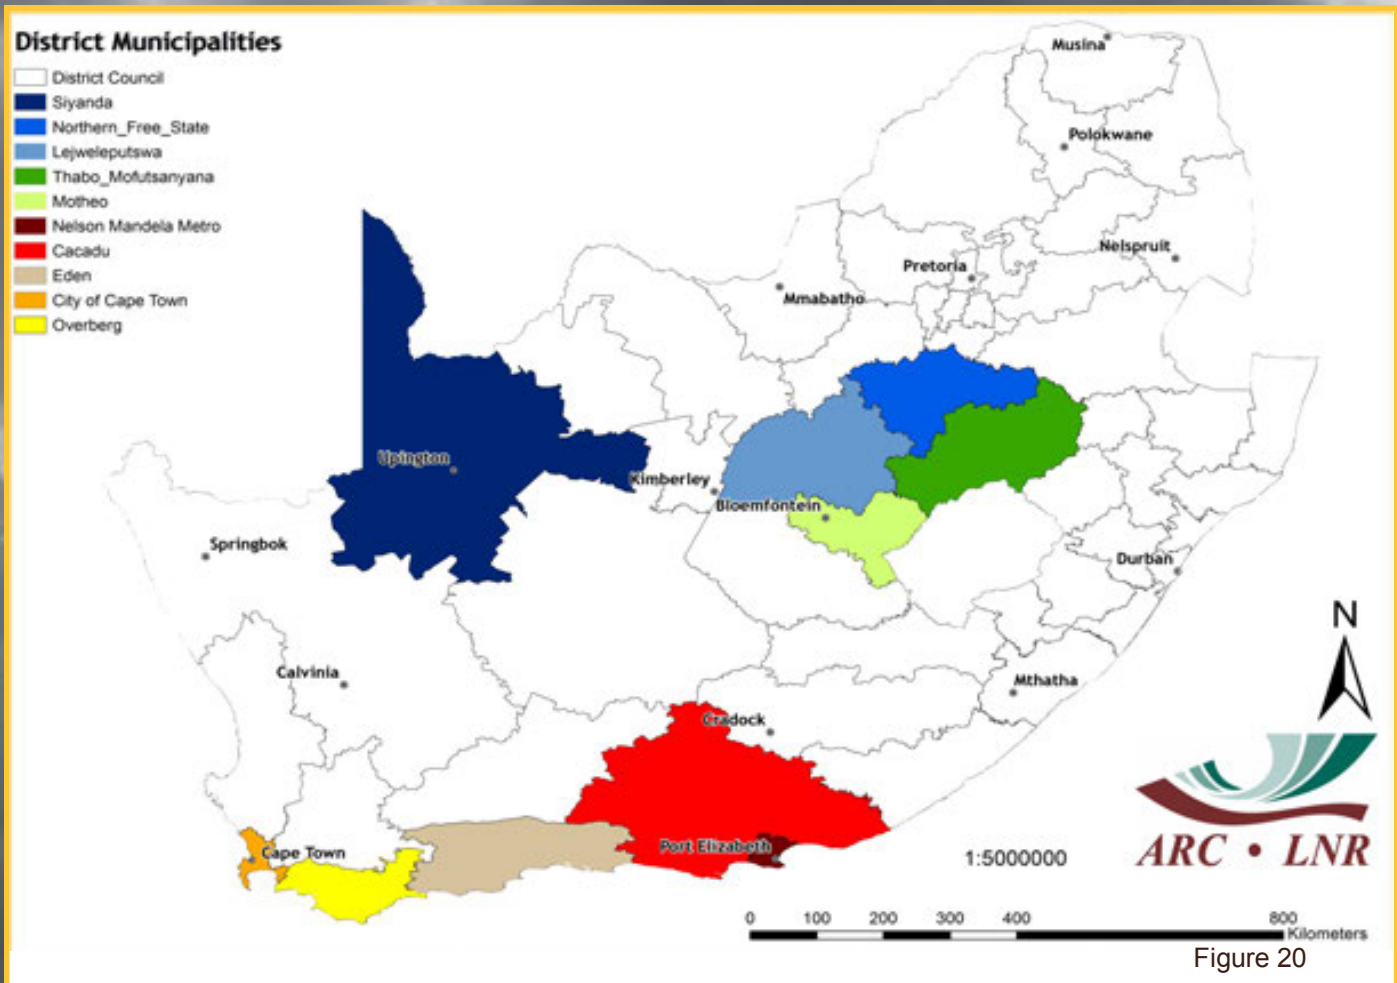 District Municipalities
District Council
Siyanda
Northern_Free_State
Lejweleputswa
Thabo_Mofutsanyana
Motheo
Nelson Mandela Metro
Cacadu
Eden
City of Cape Town
Overberg
Musina
Polokwane
Nelspruit
Pretoria
Mmabatho
Upington
Kimberley
Bloemfontein
Springbok
Durban
Calvinia
Mthatha
Cradock
Port Elizabeth
Cape Town
N
ARC • LNR
1:5000000
0 100 200 300 400 800
Kilometers
Figure 20